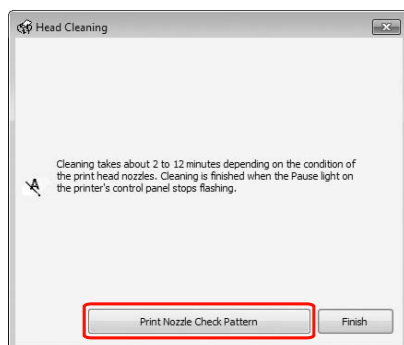 Head Cleaning
Cleaning takes about 2 to 12 minutes depending on the condition of
the print head nozzles. Cleaning is finished when the Pause light on
the printer's control panel stops flashing.
Print Nozzle Check Pattern
Finish